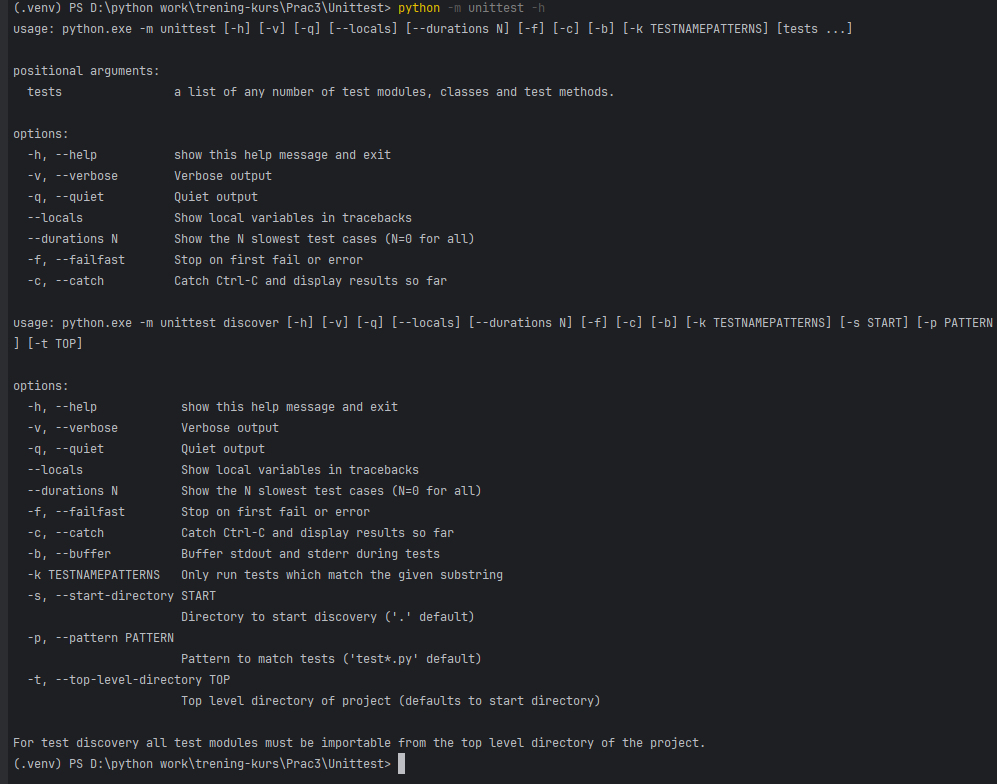 (.venv) PS D:\python work\trening-kurs\Prac3\Unittest> python -m unittest -h
usage: python.exe -m unittest [-h] [-v] [-q] [--locals] [--durations N] [-f] [-c] [-b] [-k TESTNAMEPATTERNS] [tests ...]
positional arguments:
tests a list of any number of test modules, classes and test methods.
options:
-h, --help show this help message and exit
-v, --verbose Verbose output
-q, --quiet Quiet output
--locals Show local variables in tracebacks
--durations N Show the N slowest test cases (N=0 for all)
-f, --failfast Stop on first fail or error
-c, --catch Catch Ctrl-C and display results so far
usage: python.exe -m unittest discover [-h] [-v] [-q] [--locals] [--durations N] [-f] [-c] [-b] [-k TESTNAMEPATTERNS] [-s START] [-p PATTERN
] [-t TOP]
options:
-h, --help show this help message and exit
-v, --verbose Verbose output
-q, --quiet Quiet output
--locals Show local variables in tracebacks
--durations N Show the N slowest test cases (N=0 for all)
-f, --failfast Stop on first fail or error
-c, --catch Catch Ctrl-C and display results so far
-b, --buffer Buffer stdout and stderr during tests
-k TESTNAMEPATTERNS Only run tests which match the given substring
-s, --start-directory START
Directory to start discovery ('.' default)
-p, --pattern PATTERN
Pattern to match tests ('test*.py' default)
-t, --top-level-directory TOP
Top level directory of project (defaults to start directory)
For test discovery all test modules must be importable from the top level directory of the project.
(.venv) PS D:\python work\trening-kurs\Prac3\Unittest>